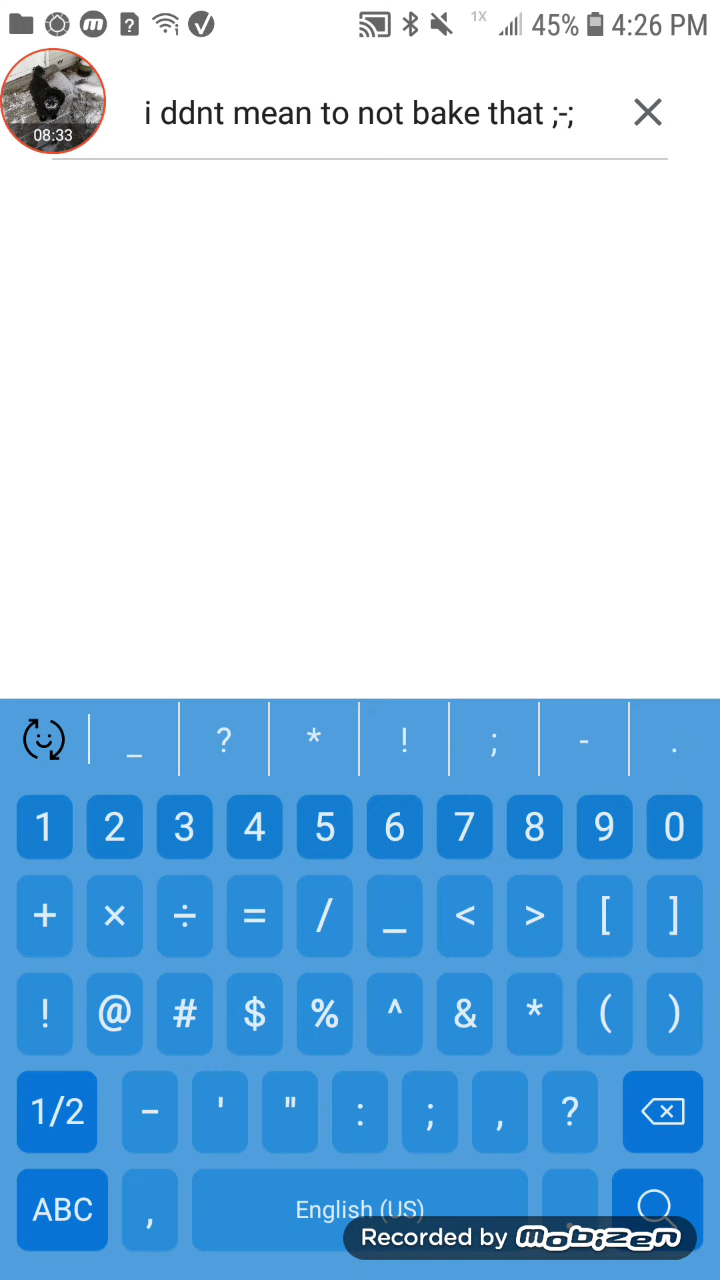 1X 45% 4:26 PM
08:33
i ddnt mean to not bake that ;-;
_ ? * ! ; - .
1 2 3 4 5 6 7 8 9 0
+ × ÷ = / _ < > [ ]
! @ # $ % ^ & * ( )
1/2 - ' " : ; , ?
ABC , English (US) .
Recorded by mobizen